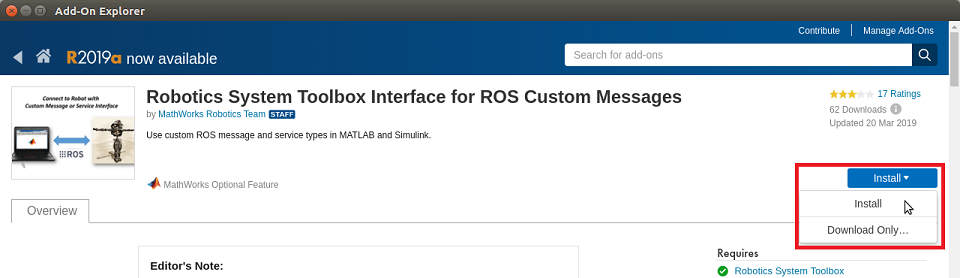 Add-On Explorer
Contribute
Manage Add-Ons
R2019a now available
Search for add-ons
Connect to Robot with
Custom Message or Service Interface
ROS
Robotics System Toolbox Interface for ROS Custom Messages
by MathWorks Robotics Team STAFF
Use custom ROS message and service types in MATLAB and Simulink.
17 Ratings
62 Downloads
Updated 20 Mar 2019
MathWorks Optional Feature
Install
Install
Download Only…
Overview
Editor's Note:
Requires
Robotics System Toolbox